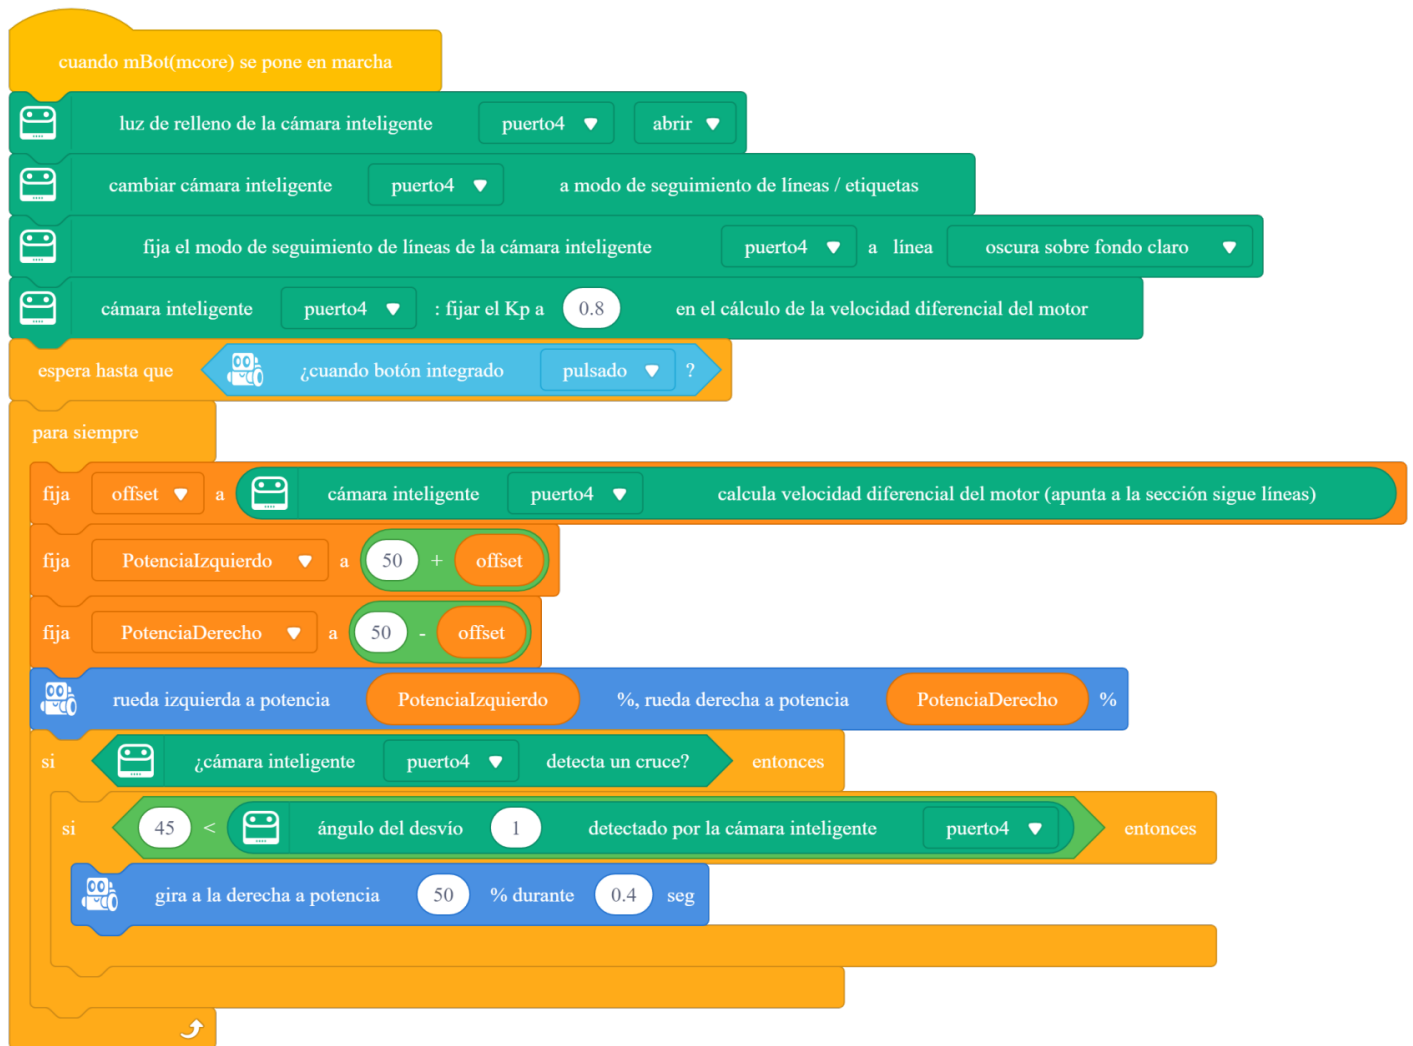 cuando mBot(mcore) se pone en marcha
luz de relleno de la cámara inteligente puerto4 abrir
cambiar cámara inteligente puerto4 a modo de seguimiento de líneas / etiquetas
fija el modo de seguimiento de líneas de la cámara inteligente puerto4 a línea oscura sobre fondo claro
cámara inteligente puerto4 : fijar el Kp a 0.8 en el cálculo de la velocidad diferencial del motor
espera hasta que ¿cuando botón integrado pulsado ?
para siempre
fija offset a cámara inteligente puerto4 calcula velocidad diferencial del motor (apunta a la sección sigue líneas)
fija PotenciaIzquierdo a 50 + offset
fija PotenciaDerecho a 50 - offset
rueda izquierda a potencia PotenciaIzquierdo %, rueda derecha a potencia PotenciaDerecho %
si ¿cámara inteligente puerto4 detecta un cruce? entonces
si 45 < ángulo del desvío 1 detectado por la cámara inteligente puerto4 entonces
gira a la derecha a potencia 50 % durante 0.4 seg